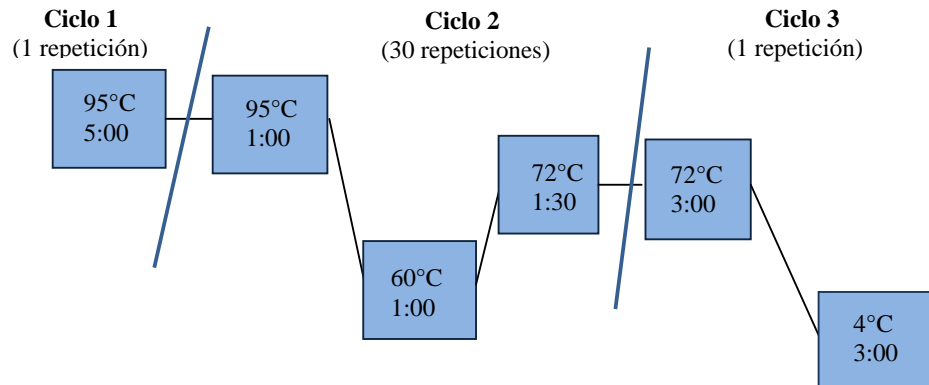 Ciclo 1
(1 repetición)
Ciclo 2
(30 repeticiones)
Ciclo 3
(1 repetición)
95°C
5:00
95°C
1:00
60°C
1:00
72°C
1:30
72°C
3:00
4°C
3:00